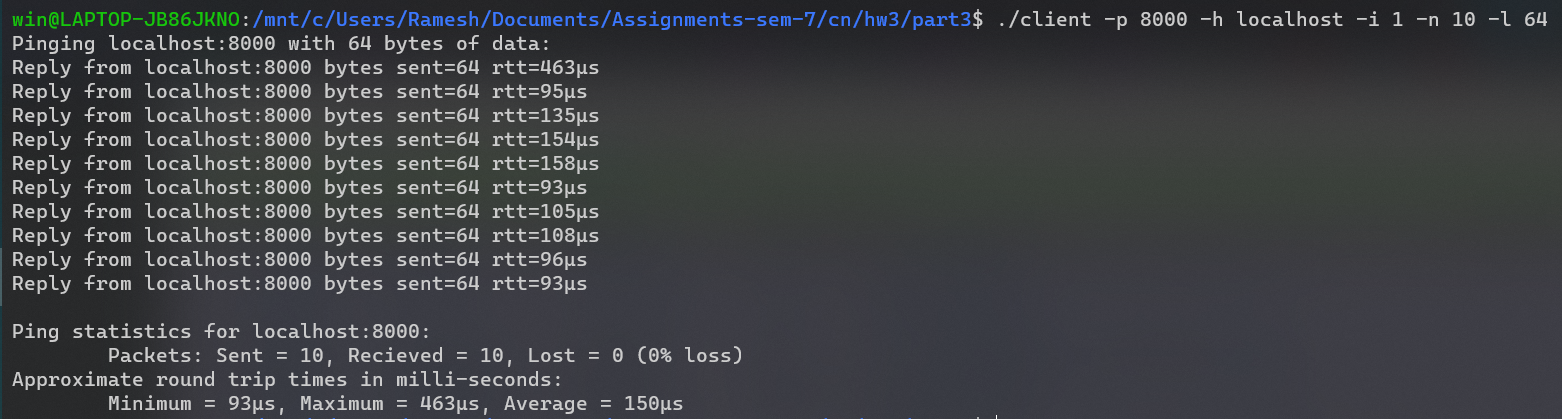 win@LAPTOP-JB86JKNO:/mnt/c/Users/Ramesh/Documents/Assignments-sem-7/cn/hw3/part3$ ./client -p 8000 -h localhost -i 1 -n 10 -l 64
Pinging localhost:8000 with 64 bytes of data:
Reply from localhost:8000 bytes sent=64 rtt=463µs
Reply from localhost:8000 bytes sent=64 rtt=95µs
Reply from localhost:8000 bytes sent=64 rtt=135µs
Reply from localhost:8000 bytes sent=64 rtt=154µs
Reply from localhost:8000 bytes sent=64 rtt=158µs
Reply from localhost:8000 bytes sent=64 rtt=93µs
Reply from localhost:8000 bytes sent=64 rtt=105µs
Reply from localhost:8000 bytes sent=64 rtt=108µs
Reply from localhost:8000 bytes sent=64 rtt=96µs
Reply from localhost:8000 bytes sent=64 rtt=93µs
Ping statistics for localhost:8000:
Packets: Sent = 10, Recieved = 10, Lost = 0 (0% loss)
Approximate round trip times in milli-seconds:
Minimum = 93µs, Maximum = 463µs, Average = 150µs